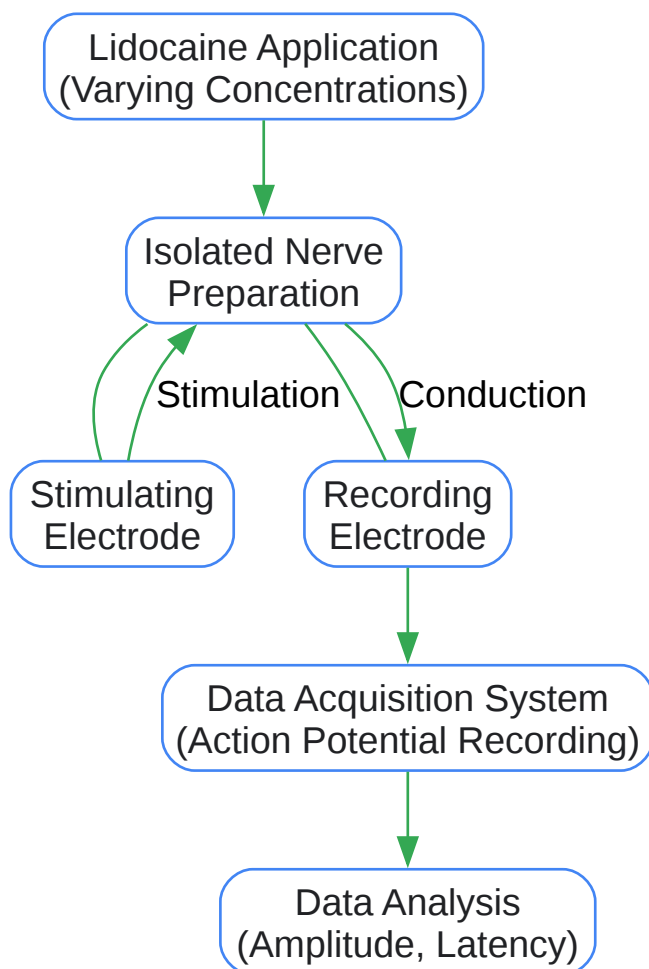 Lidocaine Application
(Varying Concentrations)
Isolated Nerve
Preparation
Stimulation
Conduction
Stimulating
Electrode
Recording
Electrode
Data Acquisition System
(Action Potential Recording)
Data Analysis
(Amplitude, Latency)